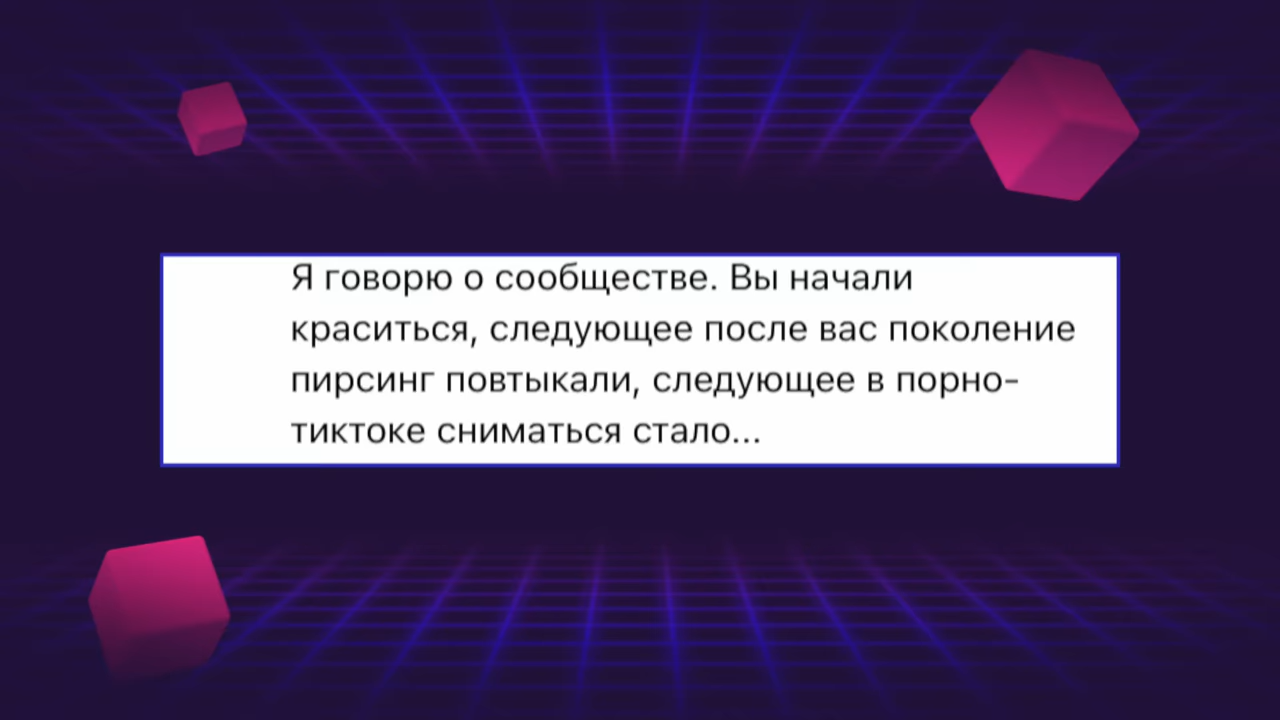 Я говорю о сообществе. Вы начали
краситься, следующее после вас поколение
пирсинг повтыкали, следующее в порно-
тиктоке сниматься стало...